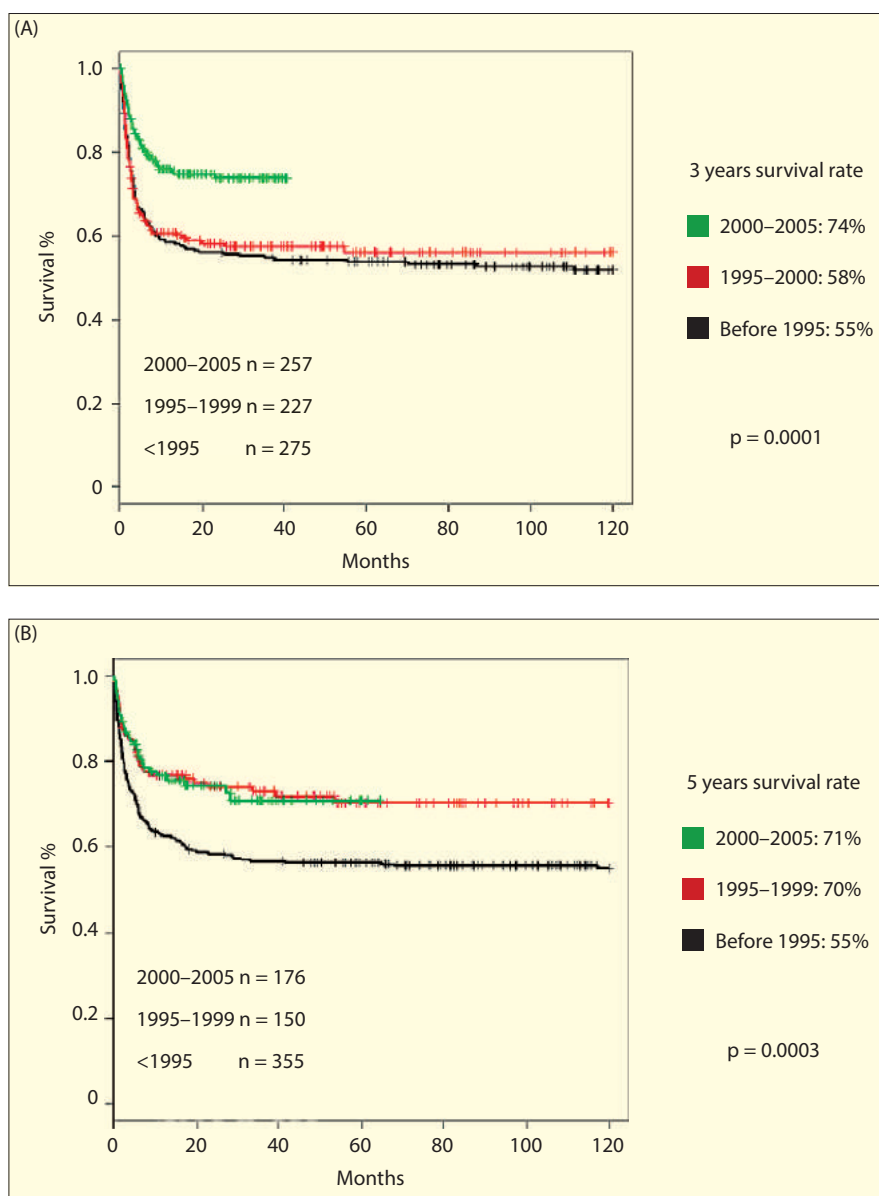 (A)
1.0
0.8
0.6
0.4
0.2
0
Survival %
0 20 40 60 80 100 120
Months
2000–2005 n = 257
1995–1999 n = 227
<1995 n = 275
3 years survival rate
2000–2005: 74%
1995–2000: 58%
Before 1995: 55%
p = 0.0001
(B)
1.0
0.8
0.6
0.4
0.2
0
Survival %
0 20 40 60 80 100 120
Months
2000–2005 n = 176
1995–1999 n = 150
<1995 n = 355
5 years survival rate
2000–2005: 71%
1995–1999: 70%
Before 1995: 55%
p = 0.0003